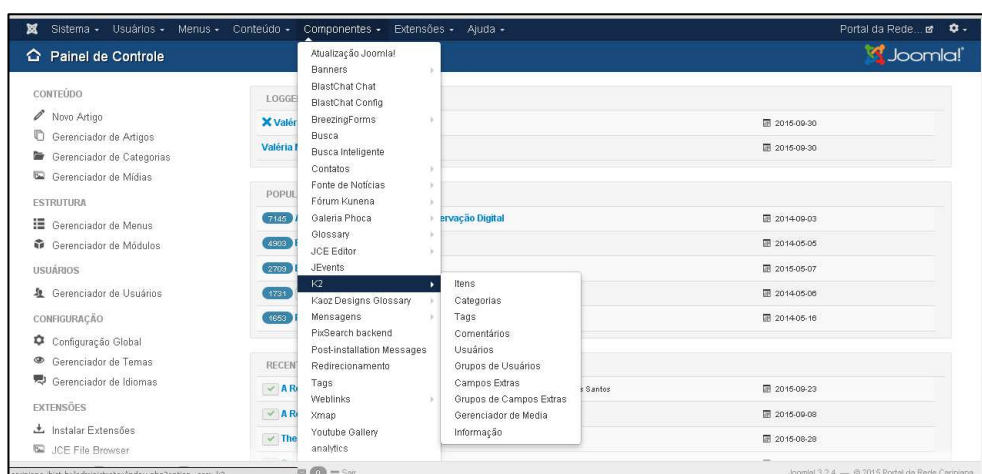 Sistema Usuários Menus Conteúdo Componentes Extensões Ajuda Portal da Rede...
Painel de Controle Joomla!
CONTEÚDO
Novo Artigo
Gerenciador de Artigos
Gerenciador de Categorias
Gerenciador de Mídias
ESTRUTURA
Gerenciador de Menus
Gerenciador de Módulos
USUÁRIOS
Gerenciador de Usuários
CONFIGURAÇÃO
Configuração Global
Gerenciador de Temas
Gerenciador de Idiomas
EXTENSÕES
Instalar Extensões
JCE File Browser
Atualização Joomla!
Banners
BlastChat Chat
BlastChat Config
BreezingForms
Busca
Busca Inteligente
Contatos
Fonte de Notícias
Fórum Kunena
Galeria Phoca
Glossary
JCE Editor
JEvents
K2
Kaoz Designs Glossary
Mensagens
PixSearch backend
Post-installation Messages
Redirecionamento
Tags
Weblinks
Xmap
Youtube Gallery
analytics
Itens
Categorias
Tags
Comentários
Usuários
Grupos de Usuários
Campos Extras
Grupos de Campos Extras
Gerenciador de Media
Informação
LOGGE
Valér 2015-09-30
Valéria 2015-09-30
POPUL
7145 ervação Digital 2014-09-03
4903 2014-05-05
2709 2015-05-07
1731 2014-05-06
1653 2014-05-16
RECEN
A R Santos 2015-09-23
A R 2015-09-08
The 2015-08-28
0 Sair Joomla! 3.2.4 — © 2015 Portal da Rede Cariniana